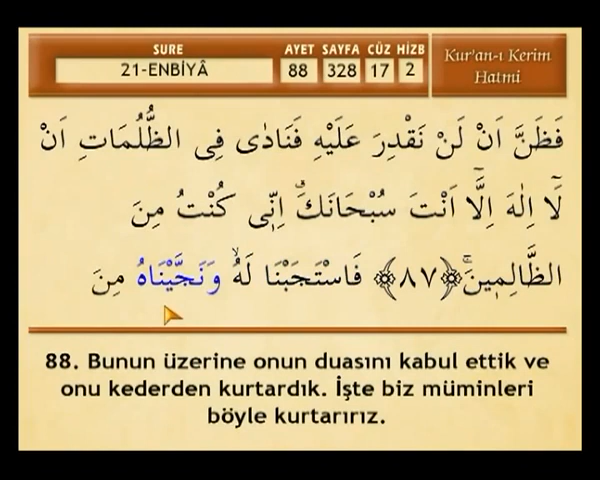 SURE AYET SAYFA CÜZ HİZB
21-ENBİYÂ 88 328 17 2
Kur'an-ı Kerim
Hatmi
فَظَنَّ اَنْ لَنْ نَقْدِرَ عَلَيْهِ فَنَادٰى فِى الظُّلُمَاتِ اَنْ
لَٓا اِلٰهَ اِلَّٓا اَنْتَ سُبْحَانَكَۗ اِنّ۪ى كُنْتُ مِنَ
الظَّالِم۪ينَۚ ﴿٨٧﴾ فَاسْتَجَبْنَا لَهُۙ وَنَجَّيْنَاهُ مِنَ
88. Bunun üzerine onun duasını kabul ettik ve
onu kederden kurtardık. İşte biz müminleri
böyle kurtarırız.